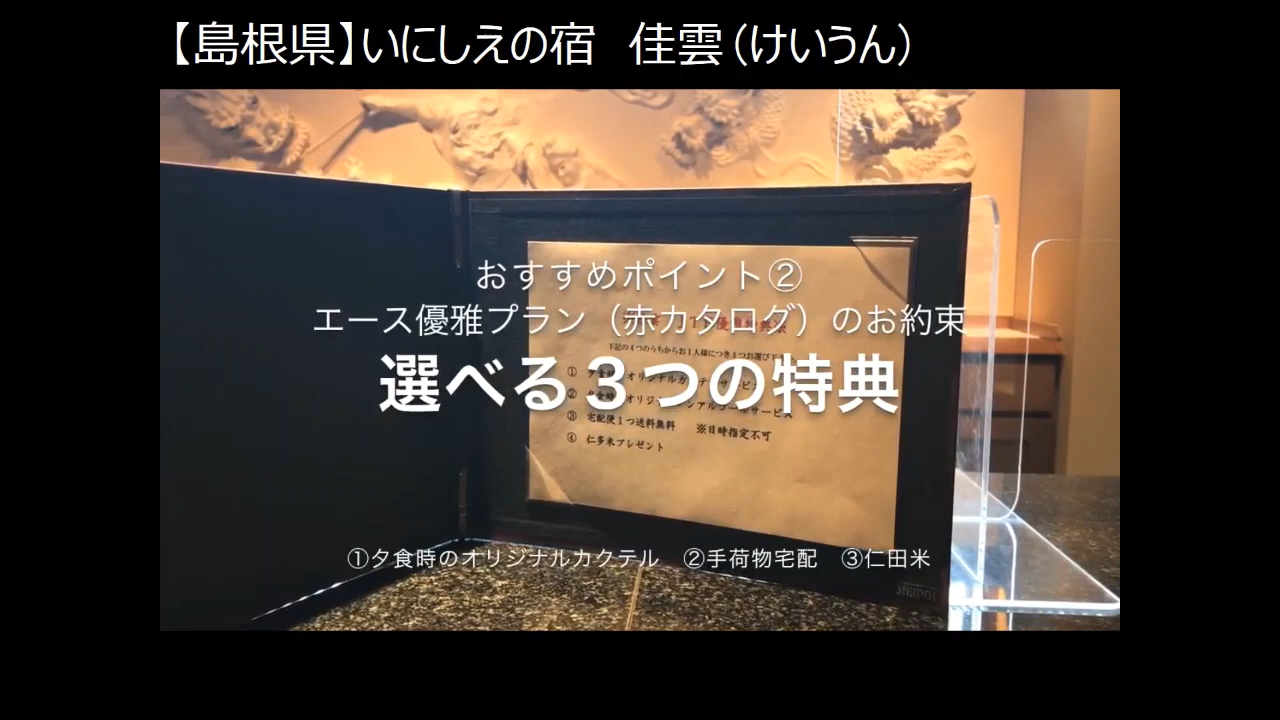 【島根県】いにしえの宿　佳雲（けいうん）
おすすめポイント②
エース優雅プラン（赤カタログ）のお約束
選べる３つの特典
③ 宅配便１つ送料無料　※日時指定不可
④ 仁多米プレゼント
①夕食時のオリジナルカクテル　②手荷物宅配　③仁田米